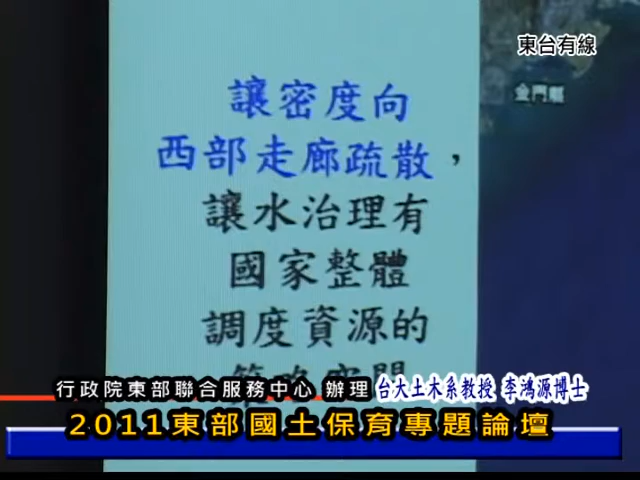 東台有線
金門縣
讓密度向
西部走廊疏散，
讓水治理有
國家整體
調度資源的
行政院東部聯合服務中心 辦理 台大土木系教授 李鴻源博士
2011東部國土保育專題論壇